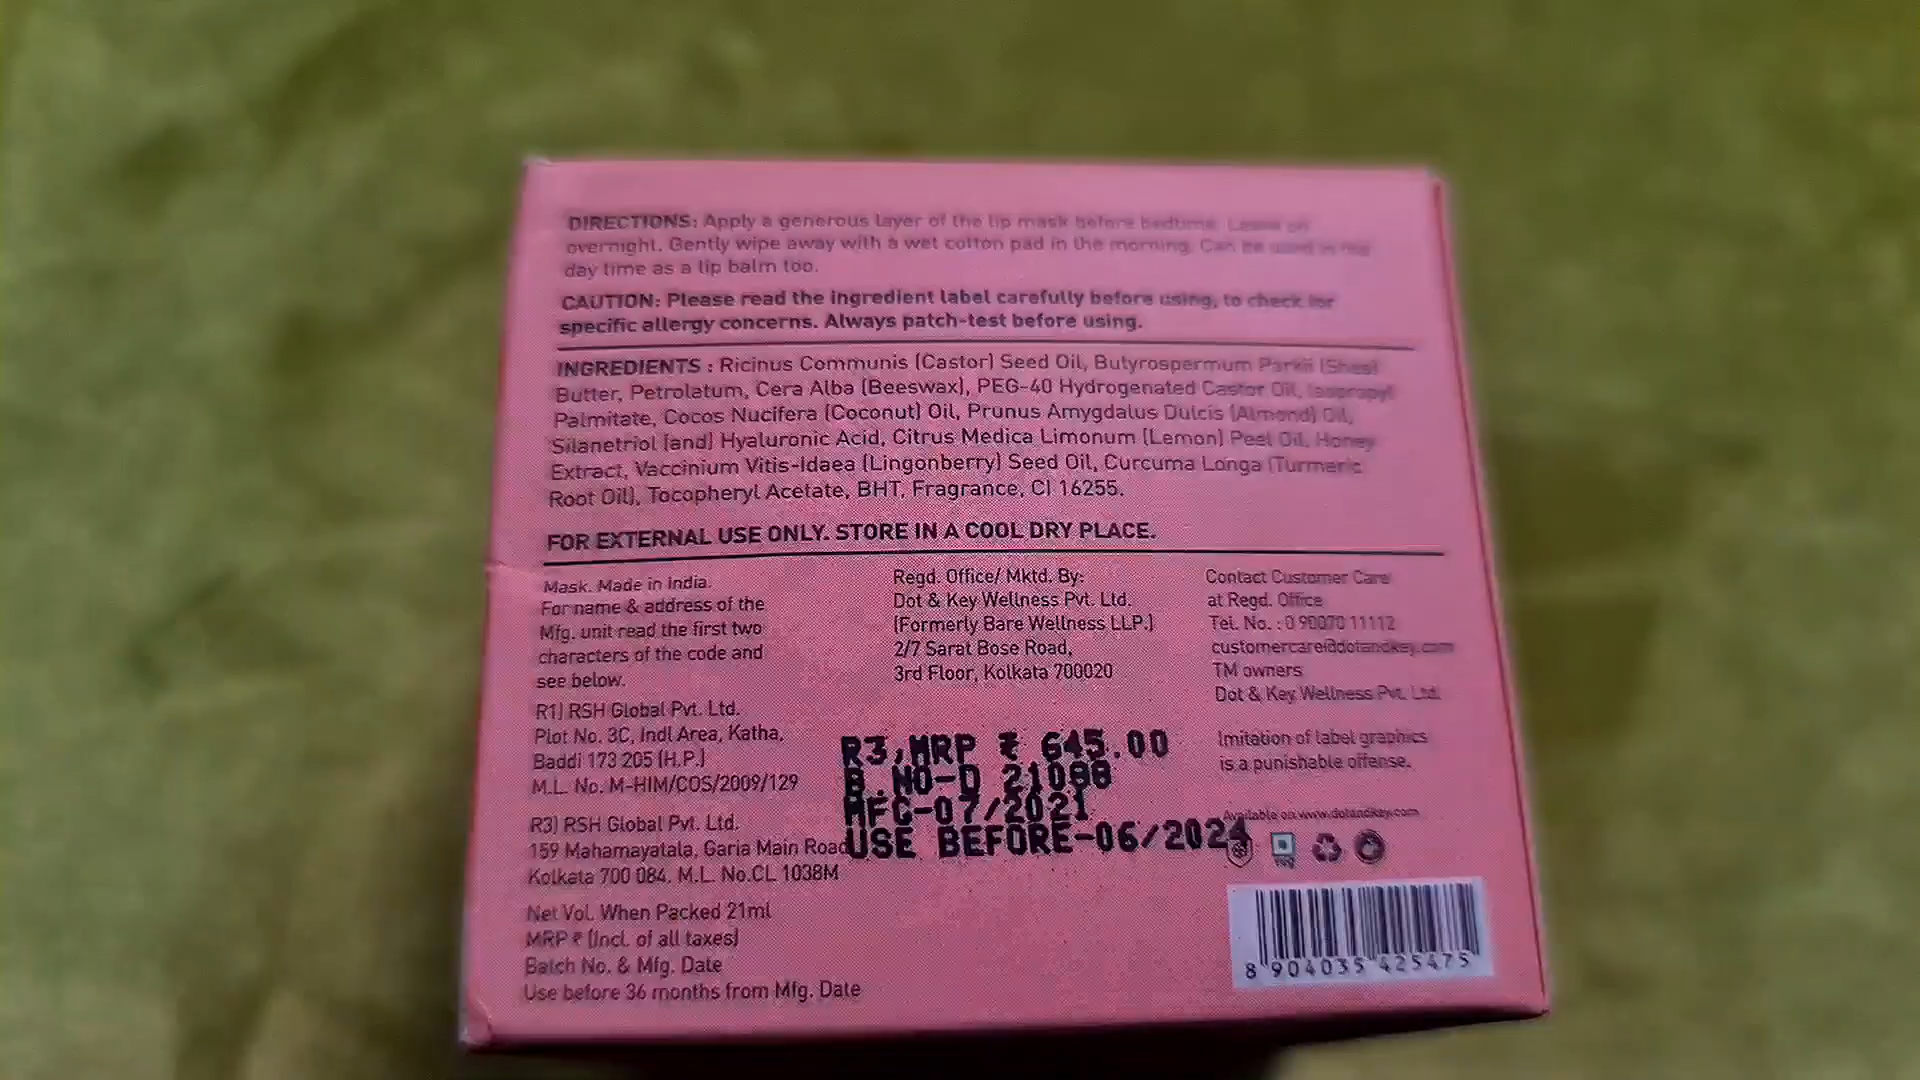 DIRECTIONS: Apply a generous layer of the lip mask before bedtime. Leave on
overnight. Gently wipe away with a wet cotton pad in the morning. Can be used in the
day time as a lip balm too.
CAUTION: Please read the ingredient label carefully before using, to check for
specific allergy concerns. Always patch-test before using.
INGREDIENTS : Ricinus Communis (Castor) Seed Oil, Butyrospermum Parkii (Shea)
Butter, Petrolatum, Cera Alba (Beeswax), PEG-40 Hydrogenated Castor Oil, Isopropyl
Palmitate, Cocos Nucifera (Coconut) Oil, Prunus Amygdalus Dulcis (Almond) Oil,
Silanetriol (and) Hyaluronic Acid, Citrus Medica Limonum (Lemon) Peel Oil, Honey
Extract, Vaccinium Vitis-Idaea (Lingonberry) Seed Oil, Curcuma Longa (Turmeric
Root Oil), Tocopheryl Acetate, BHT, Fragrance, CI 16255.
FOR EXTERNAL USE ONLY. STORE IN A COOL DRY PLACE.
Mask. Made in India.
For name & address of the
Mfg. unit read the first two
characters of the code and
see below.
R1) RSH Global Pvt. Ltd.
Plot No. 3C, Indl Area, Katha,
Baddi 173 205 (H.P.)
M.L. No. M-HIM/COS/2009/129
R3) RSH Global Pvt. Ltd.
159 Mahamayatala, Garia Main Road
Kolkata 700 084. M.L. No.CL 1038M
Net Vol. When Packed 21ml
MRP ₹ (Incl. of all taxes)
Batch No. & Mfg. Date
Use before 36 months from Mfg. Date
Regd. Office/ Mktd. By:
Dot & Key Wellness Pvt. Ltd.
(Formerly Bare Wellness LLP.)
2/7 Sarat Bose Road,
3rd Floor, Kolkata 700020
R3,MRP ₹ 645.00
B.NO-D 21088
MFG-07/2021
USE BEFORE-06/2024
Contact Customer Care
at Regd. Office
Tel. No. : 0 90070 11112
customercare@dotandkey.com
TM owners
Dot & Key Wellness Pvt. Ltd.
Imitation of label graphics
is a punishable offense.
Available on www.dotandkey.com
8 904035 425475